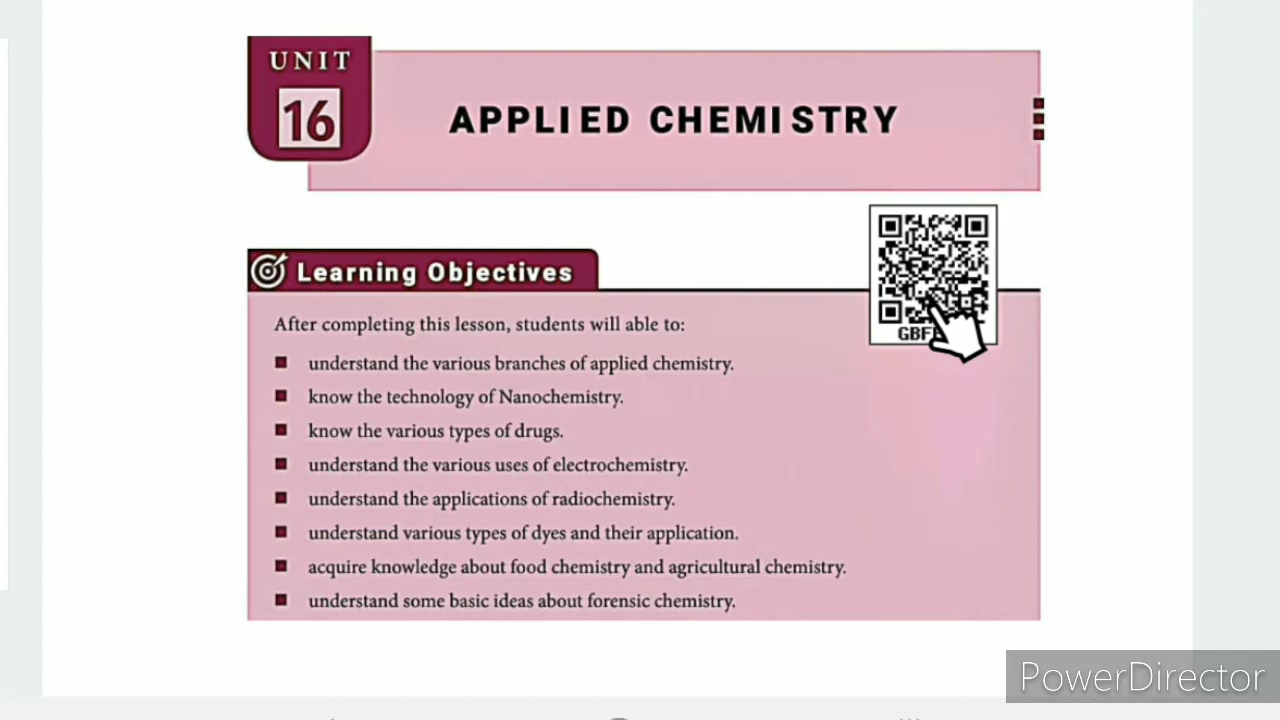 UNIT
16
APPLIED CHEMISTRY
Learning Objectives
After completing this lesson, students will able to:
understand the various branches of applied chemistry.
know the technology of Nanochemistry.
know the various types of drugs.
understand the various uses of electrochemistry.
understand the applications of radiochemistry.
understand various types of dyes and their application.
acquire knowledge about food chemistry and agricultural chemistry.
understand some basic ideas about forensic chemistry.
PowerDirector